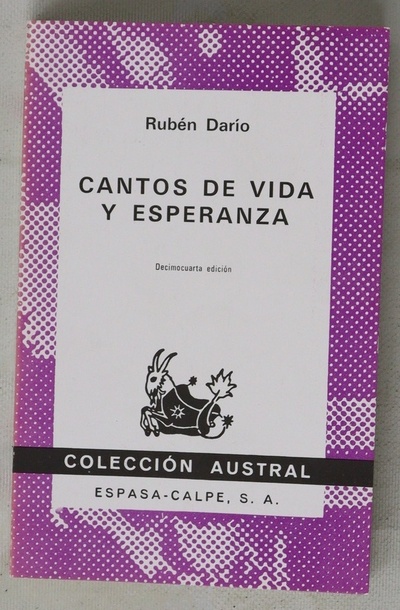 Rubén Darío
CANTOS DE VIDA
Y ESPERANZA
Decimocuarta edición
COLECCIÓN AUSTRAL
ESPASA-CALPE, S. A.